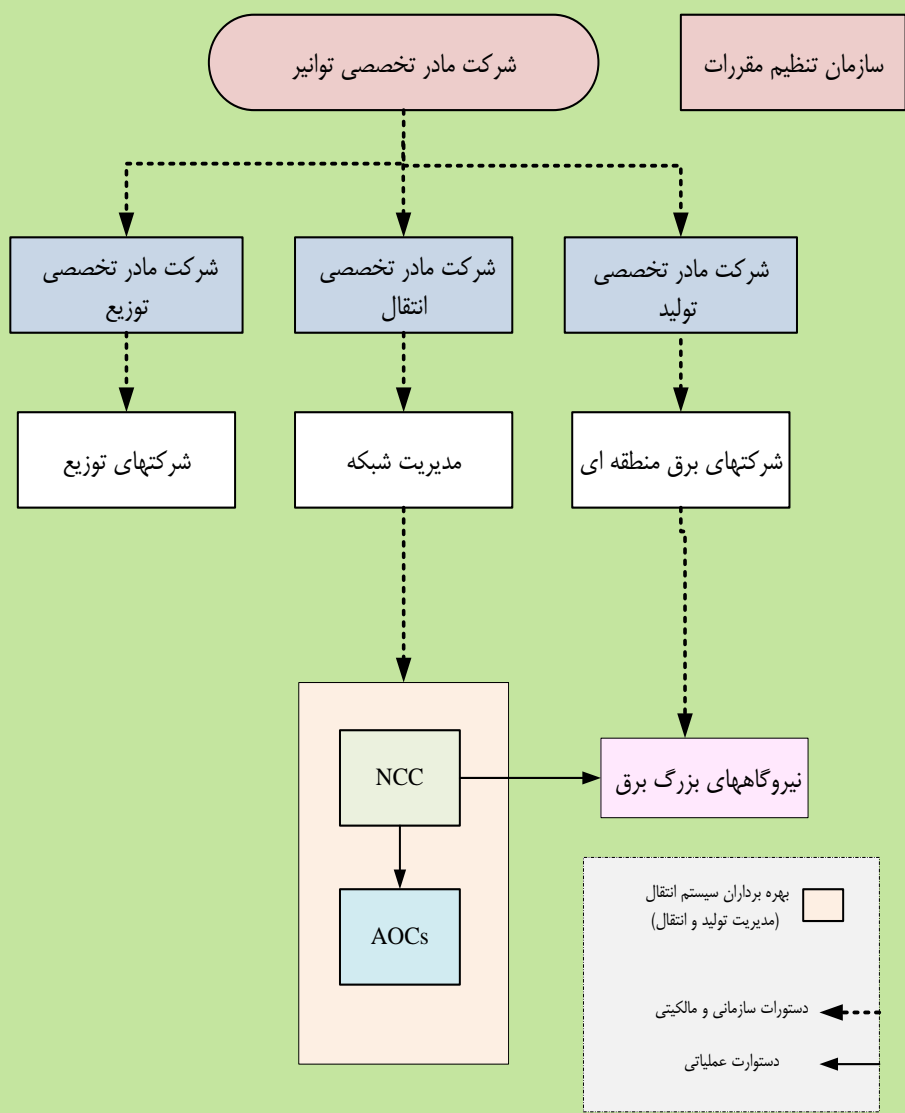 سازمان تنظیم مقررات
شرکت مادر تخصصی توانیر
شرکت مادر تخصصی
تولید
شرکت مادر تخصصی
انتقال
شرکت مادر تخصصی
توزیع
شرکتهای برق منطقه ای
مدیریت شبکه
شرکتهای توزیع
NCC
نیروگاههای بزرگ برق
AOCs
بهره برداران سیستم انتقال
(مدیریت تولید و انتقال)
دستورات سازمانی و مالکیتی
دستوارت عملیاتی